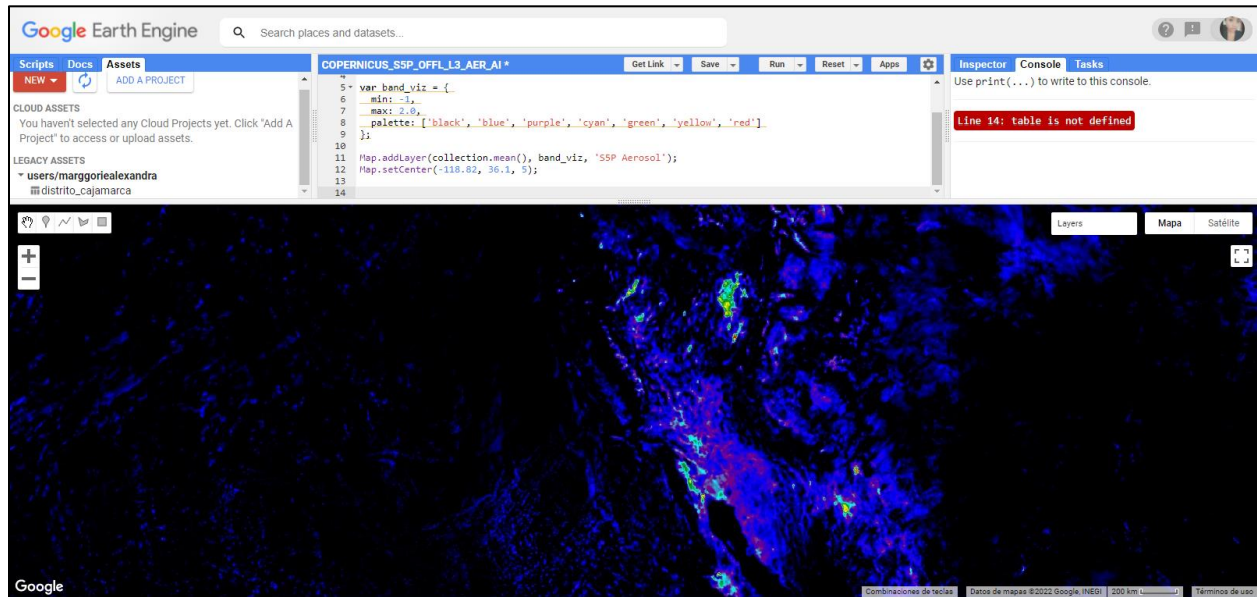 Google Earth Engine
Search places and datasets...
Scripts Docs Assets
NEW
ADD A PROJECT
CLOUD ASSETS
You haven't selected any Cloud Projects yet. Click "Add A
Project" to access or upload assets.
LEGACY ASSETS
users/marggoriealexandra
distrito_cajamarca
COPERNICUS_S5P_OFFL_L3_AER_AI *
Get Link Save Run Reset Apps
5 var band_viz = {
6 min: -1,
7 max: 2.0,
8 palette: ['black', 'blue', 'purple', 'cyan', 'green', 'yellow', 'red']
9 };
10
11 Map.addLayer(collection.mean(), band_viz, 'S5P Aerosol');
12 Map.setCenter(-118.82, 36.1, 5);
13
14
Inspector Console Tasks
Use print(...) to write to this console.
Line 14: table is not defined
Layers
Mapa Satélite
+
−
Google
Combinaciones de teclas Datos de mapas ©2022 Google, INEGI 200 km Términos de uso